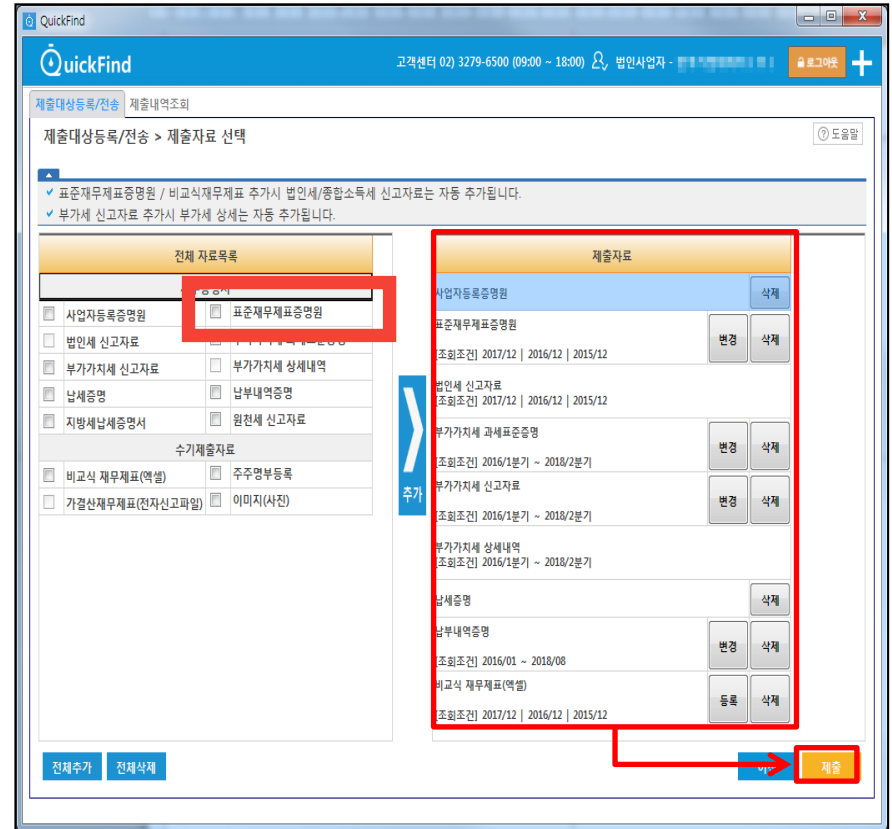 QuickFind
QuickFind
고객센터 02) 3279-6500 (09:00 ~ 18:00) 법인사업자 -
로그아웃
제출대상등록/전송 제출내역조회
제출대상등록/전송 > 제출자료 선택
도움말
표준재무제표증명원 / 비교식재무제표 추가시 법인세/종합소득세 신고자료는 자동 추가됩니다.
부가세 신고자료 추가시 부가세 상세는 자동 추가됩니다.
전체 자료목록
사업자등록증명원 표준재무제표증명원
법인세 신고자료
부가가치세 신고자료 부가가치세 상세내역
납세증명 납부내역증명
지방세납세증명서 원천세 신고자료
수기제출자료
비교식 재무제표(엑셀) 주주명부등록
가결산재무제표(전자신고파일) 이미지(사진)
전체추가 전체삭제
추가
제출자료
사업자등록증명원 삭제
표준재무제표증명원
[조회조건] 2017/12 | 2016/12 | 2015/12 변경 삭제
법인세 신고자료
[조회조건] 2017/12 | 2016/12 | 2015/12
부가가치세 과세표준증명
[조회조건] 2016/1분기 ~ 2018/2분기 변경 삭제
부가가치세 신고자료
[조회조건] 2016/1분기 ~ 2018/2분기 변경 삭제
부가가치세 상세내역
[조회조건] 2016/1분기 ~ 2018/2분기
납세증명 삭제
납부내역증명
[조회조건] 2016/01 ~ 2018/08 변경 삭제
비교식 재무제표(엑셀)
[조회조건] 2017/12 | 2016/12 | 2015/12 등록 삭제
제출